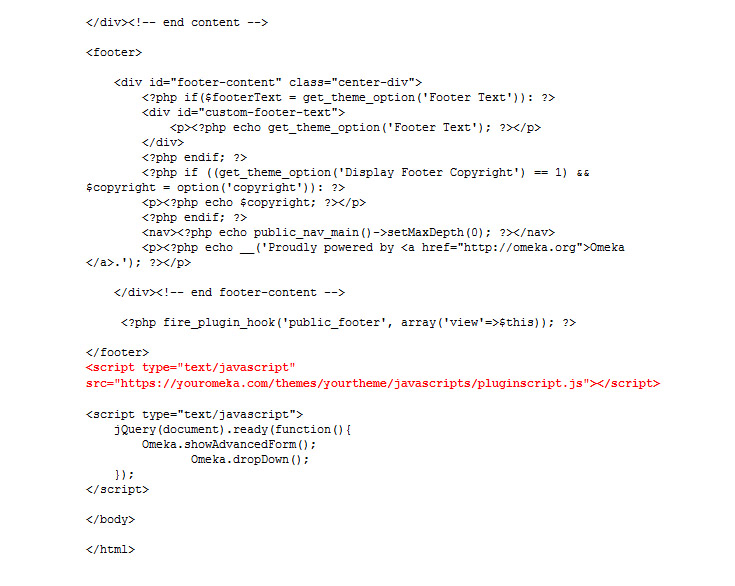 </div><!-- end content -->
<footer>
<div id="footer-content" class="center-div">
<?php if($footerText = get_theme_option('Footer Text')): ?>
<div id="custom-footer-text">
<p><?php echo get_theme_option('Footer Text'); ?></p>
</div>
<?php endif; ?>
<?php if ((get_theme_option('Display Footer Copyright') == 1) &&
$copyright = option('copyright')): ?>
<p><?php echo $copyright; ?></p>
<?php endif; ?>
<nav><?php echo public_nav_main()->setMaxDepth(0); ?></nav>
<p><?php echo __('Proudly powered by <a href="http://omeka.org">Omeka
</a>.'); ?></p>
</div><!-- end footer-content -->
<?php fire_plugin_hook('public_footer', array('view'=>$this)); ?>
</footer>
<script type="text/javascript"
src="https://youromeka.com/themes/yourtheme/javascripts/pluginscript.js"></script>
<script type="text/javascript">
jQuery(document).ready(function(){
Omeka.showAdvancedForm();
Omeka.dropDown();
});
</script>
</body>
</html>